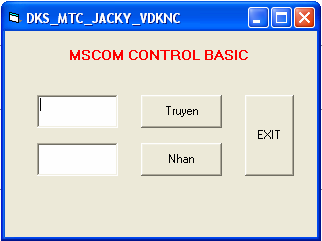 DKS_MTC_JACKY_VDKNC
MSCOM CONTROL BASIC
Truyen
EXIT
Nhan